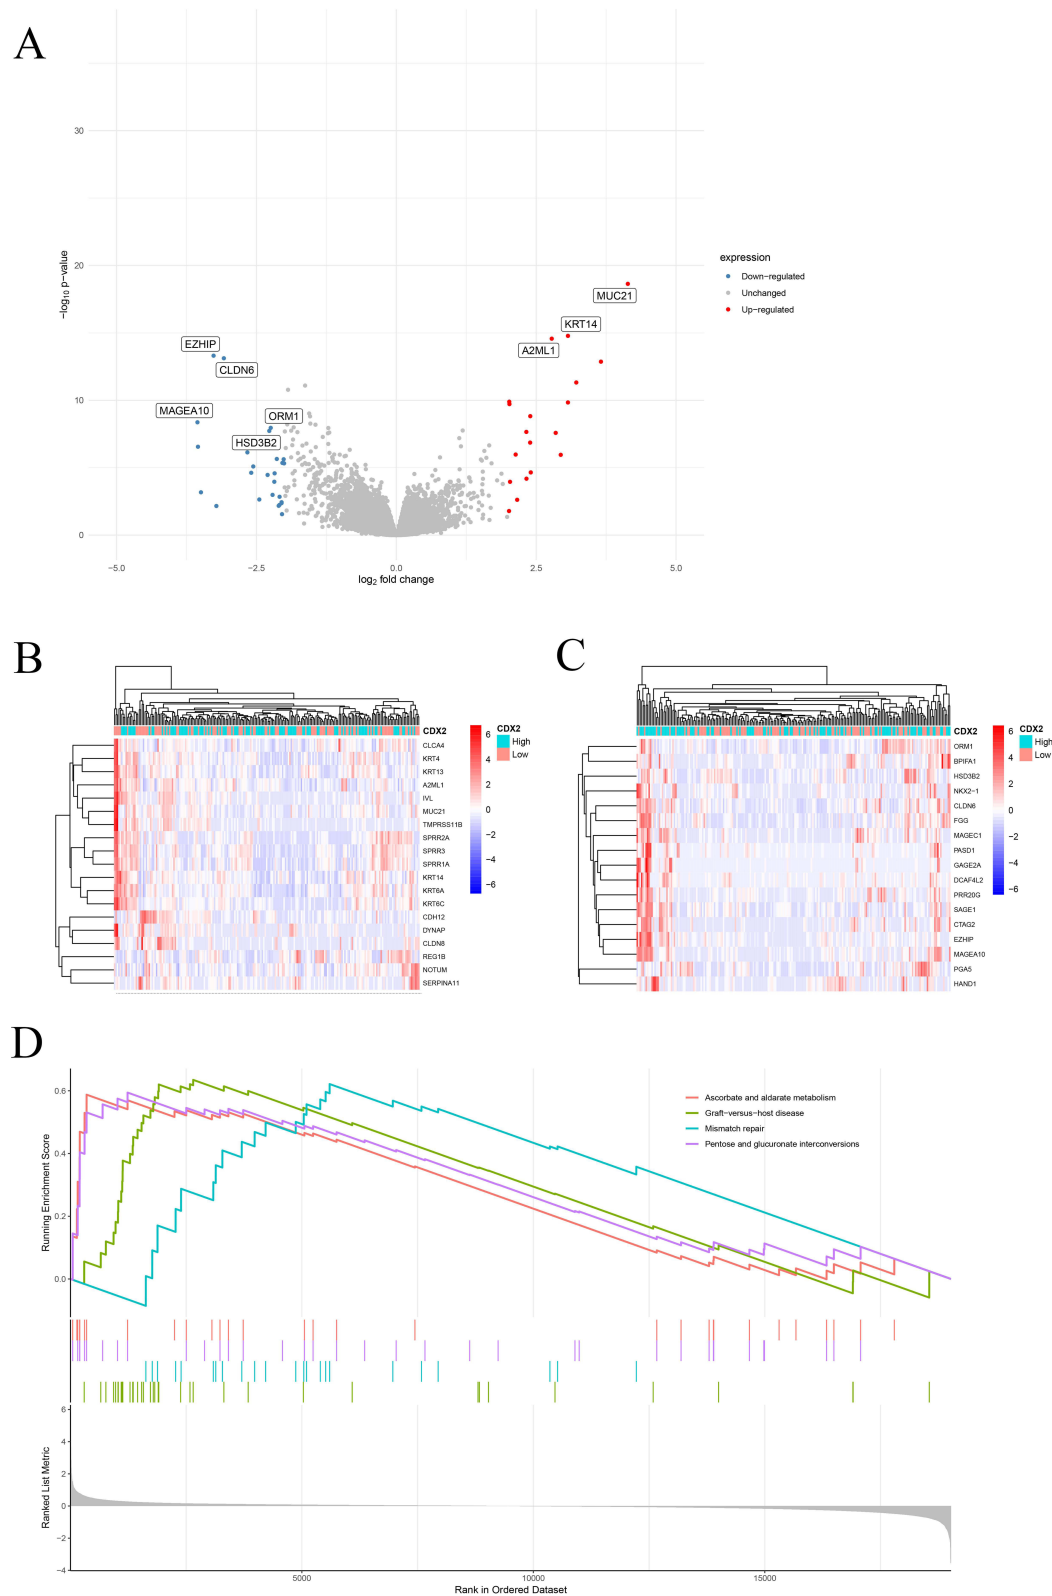 A
30
20
10
0
−log10 p−value
−5.0
−2.5
0.0
2.5
5.0
log2 fold change
MUC21
KRT14
A2ML1
EZHIP
CLDN6
MAGEA10
ORM1
HSD3B2
expression
Down−regulated
Unchanged
Up−regulated
B
CDX2
CLCA4
KRT4
KRT13
A2ML1
IVL
MUC21
TMPRSS11B
SPRR2A
SPRR3
SPRR1A
KRT14
KRT6A
KRT6C
CDH12
DYNAP
CLDN8
REG1B
NOTUM
SERPINA11
6
4
2
0
−2
−4
−6
CDX2
High
Low
C
CDX2
ORM1
BPIFA1
HSD3B2
NKX2−1
CLDN6
FGG
MAGEC1
PASD1
GAGE2A
DCAF4L2
PRR20G
SAGE1
CTAG2
EZHIP
MAGEA10
PGA5
HAND1
6
4
2
0
−2
−4
−6
CDX2
High
Low
D
Running Enrichment Score
0.6
0.4
0.2
0.0
Ascorbate and aldarate metabolism
Graft−versus−host disease
Mismatch repair
Pentose and glucuronate interconversions
Ranked List Metric
6
4
2
0
−2
−4
5000
10000
15000
Rank in Ordered Dataset